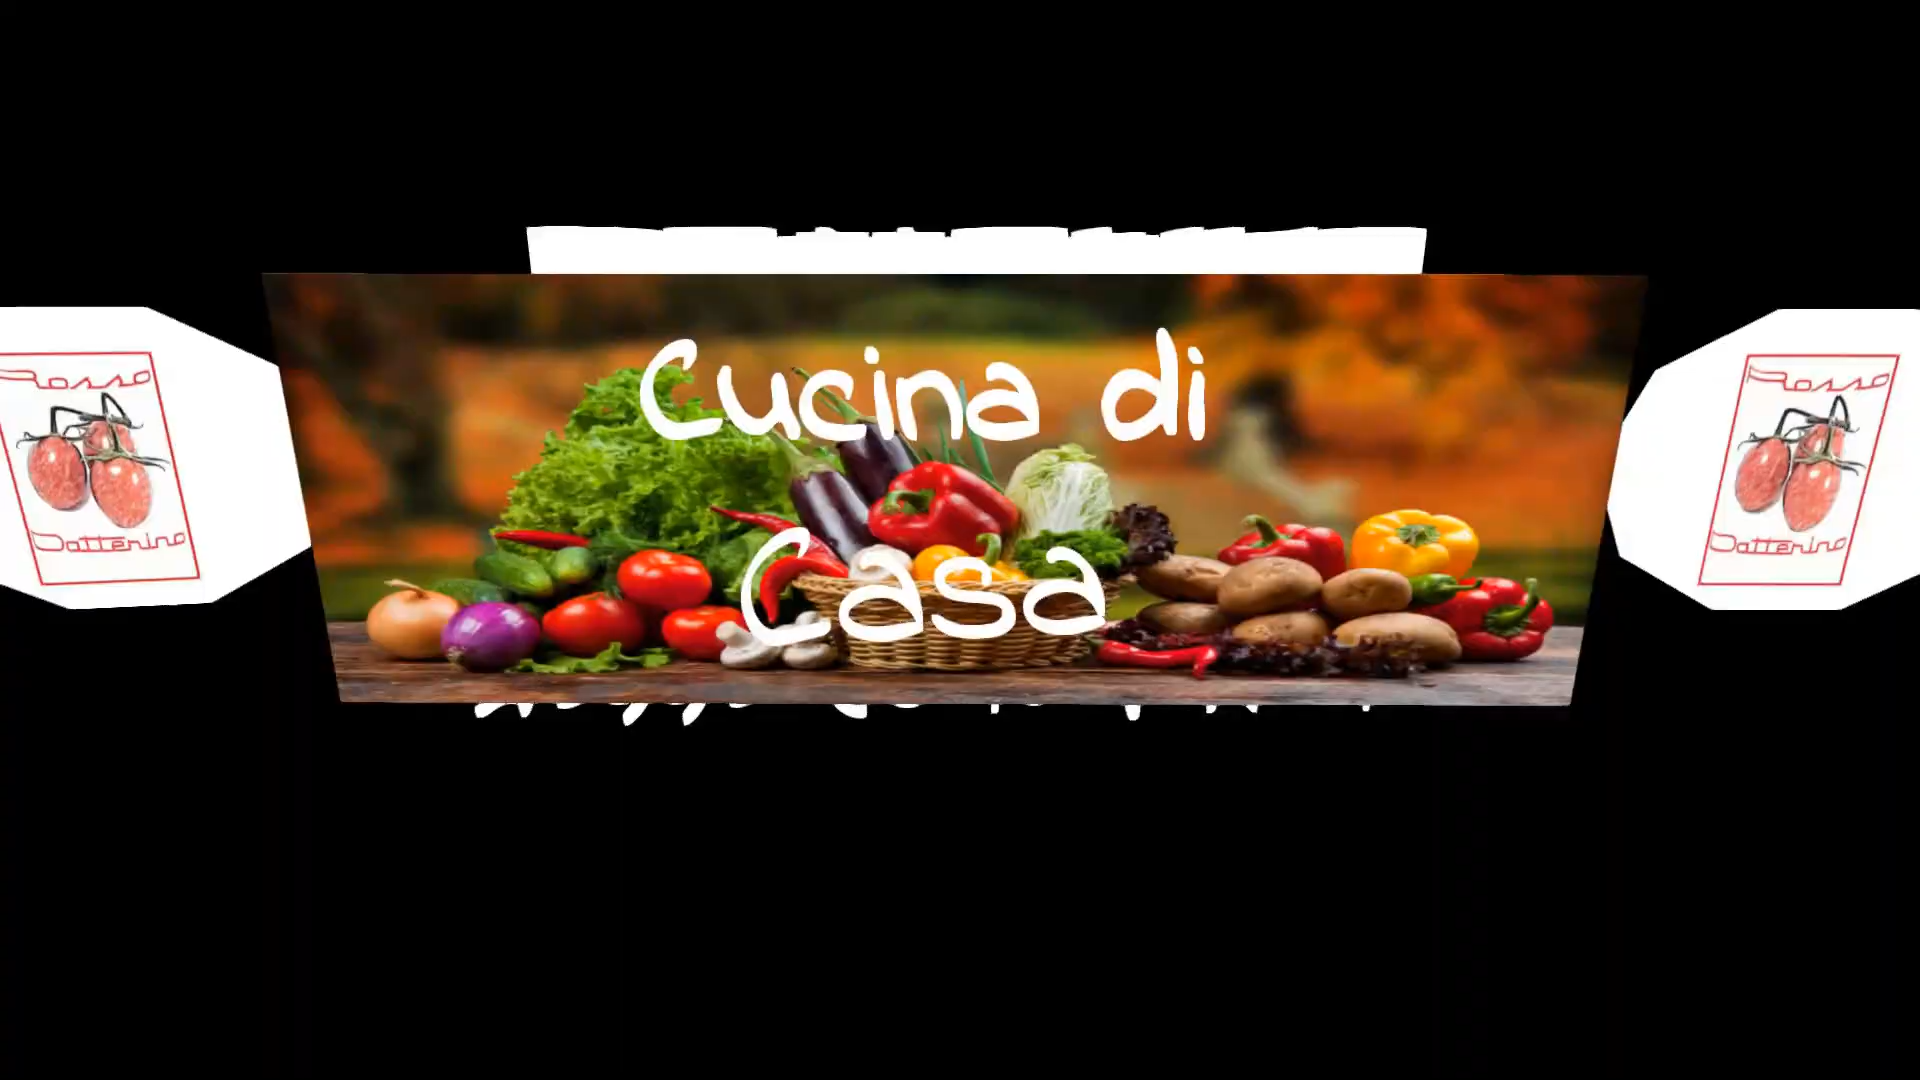 Cucina di
Casa
Rosso
Datterino
Rosso
Datterino